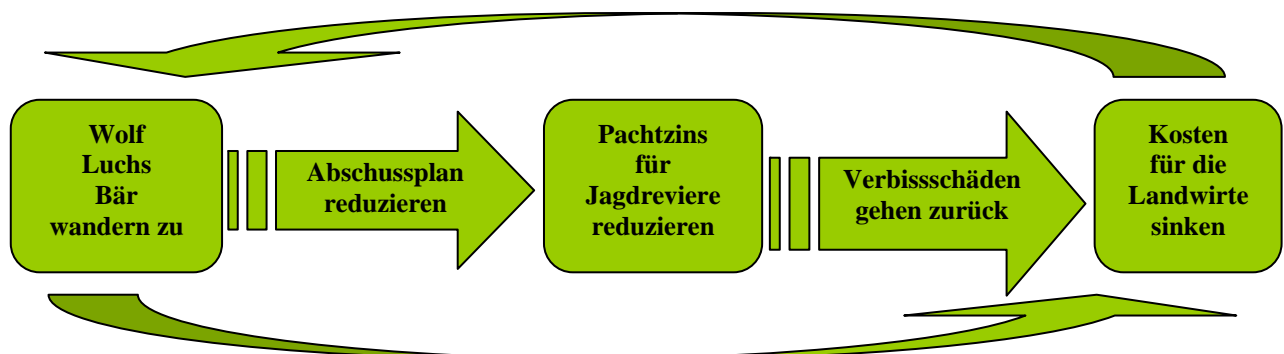 Wolf
Luchs
Bär
wandern zu
Abschussplan
reduzieren
Pachtzins
für
Jagdreviere
reduzieren
Verbissschäden
gehen zurück
Kosten
für die
Landwirte
sinken